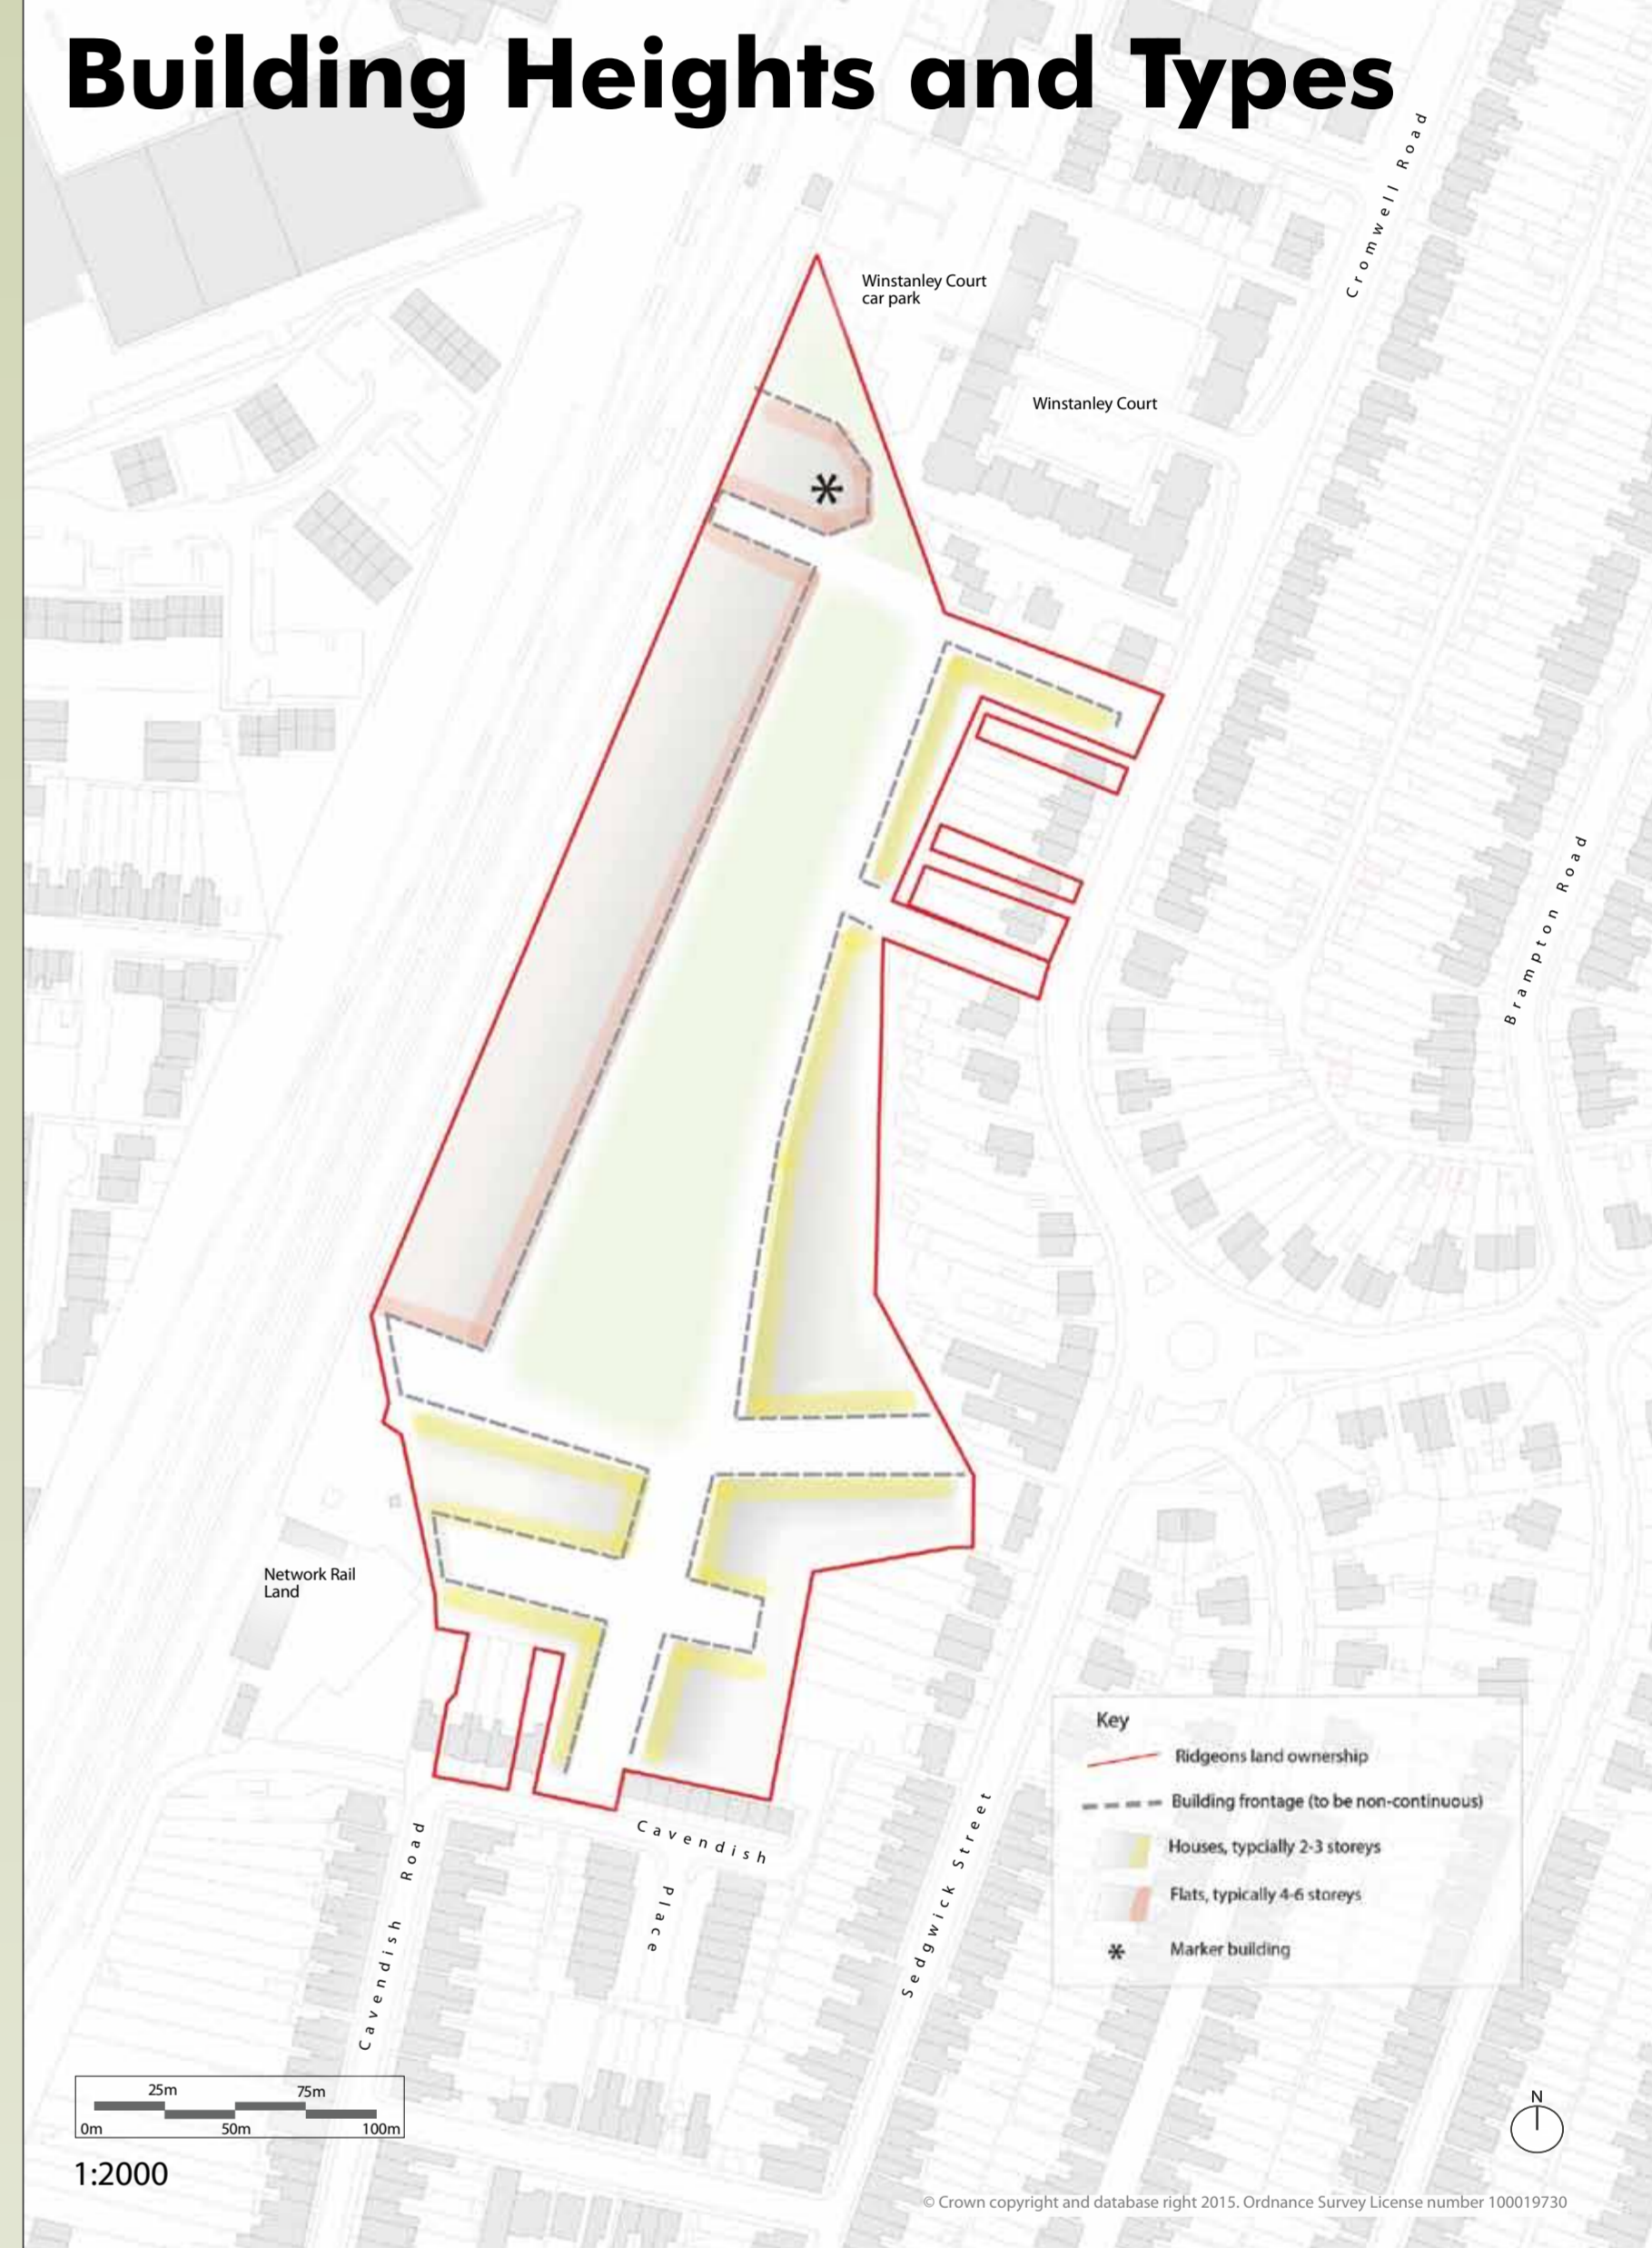 Building Heights and Types
Cromwell Road
Winstanley Court
car park
Winstanley Court
Brampton Road
Network Rail
Land
Key
Ridgeons land ownership
Building frontage (to be non-continuous)
Houses, typcially 2-3 storeys
Flats, typically 4-6 storeys
Marker building
Cavendish
Place
Cavendish Road
Sedgwick Street
25m
75m
0m
50m
100m
1:2000
N
© Crown copyright and database right 2015. Ordnance Survey License number 100019730